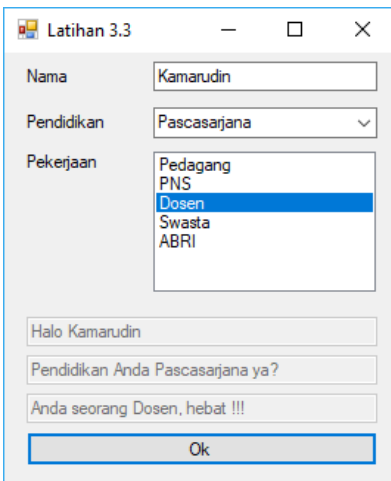 Latihan 3.3
Nama Kamarudin
Pendidikan Pascasarjana
Pekerjaan Pedagang
PNS
Dosen
Swasta
ABRI
Halo Kamarudin
Pendidikan Anda Pascasarjana ya?
Anda seorang Dosen, hebat !!!
Ok